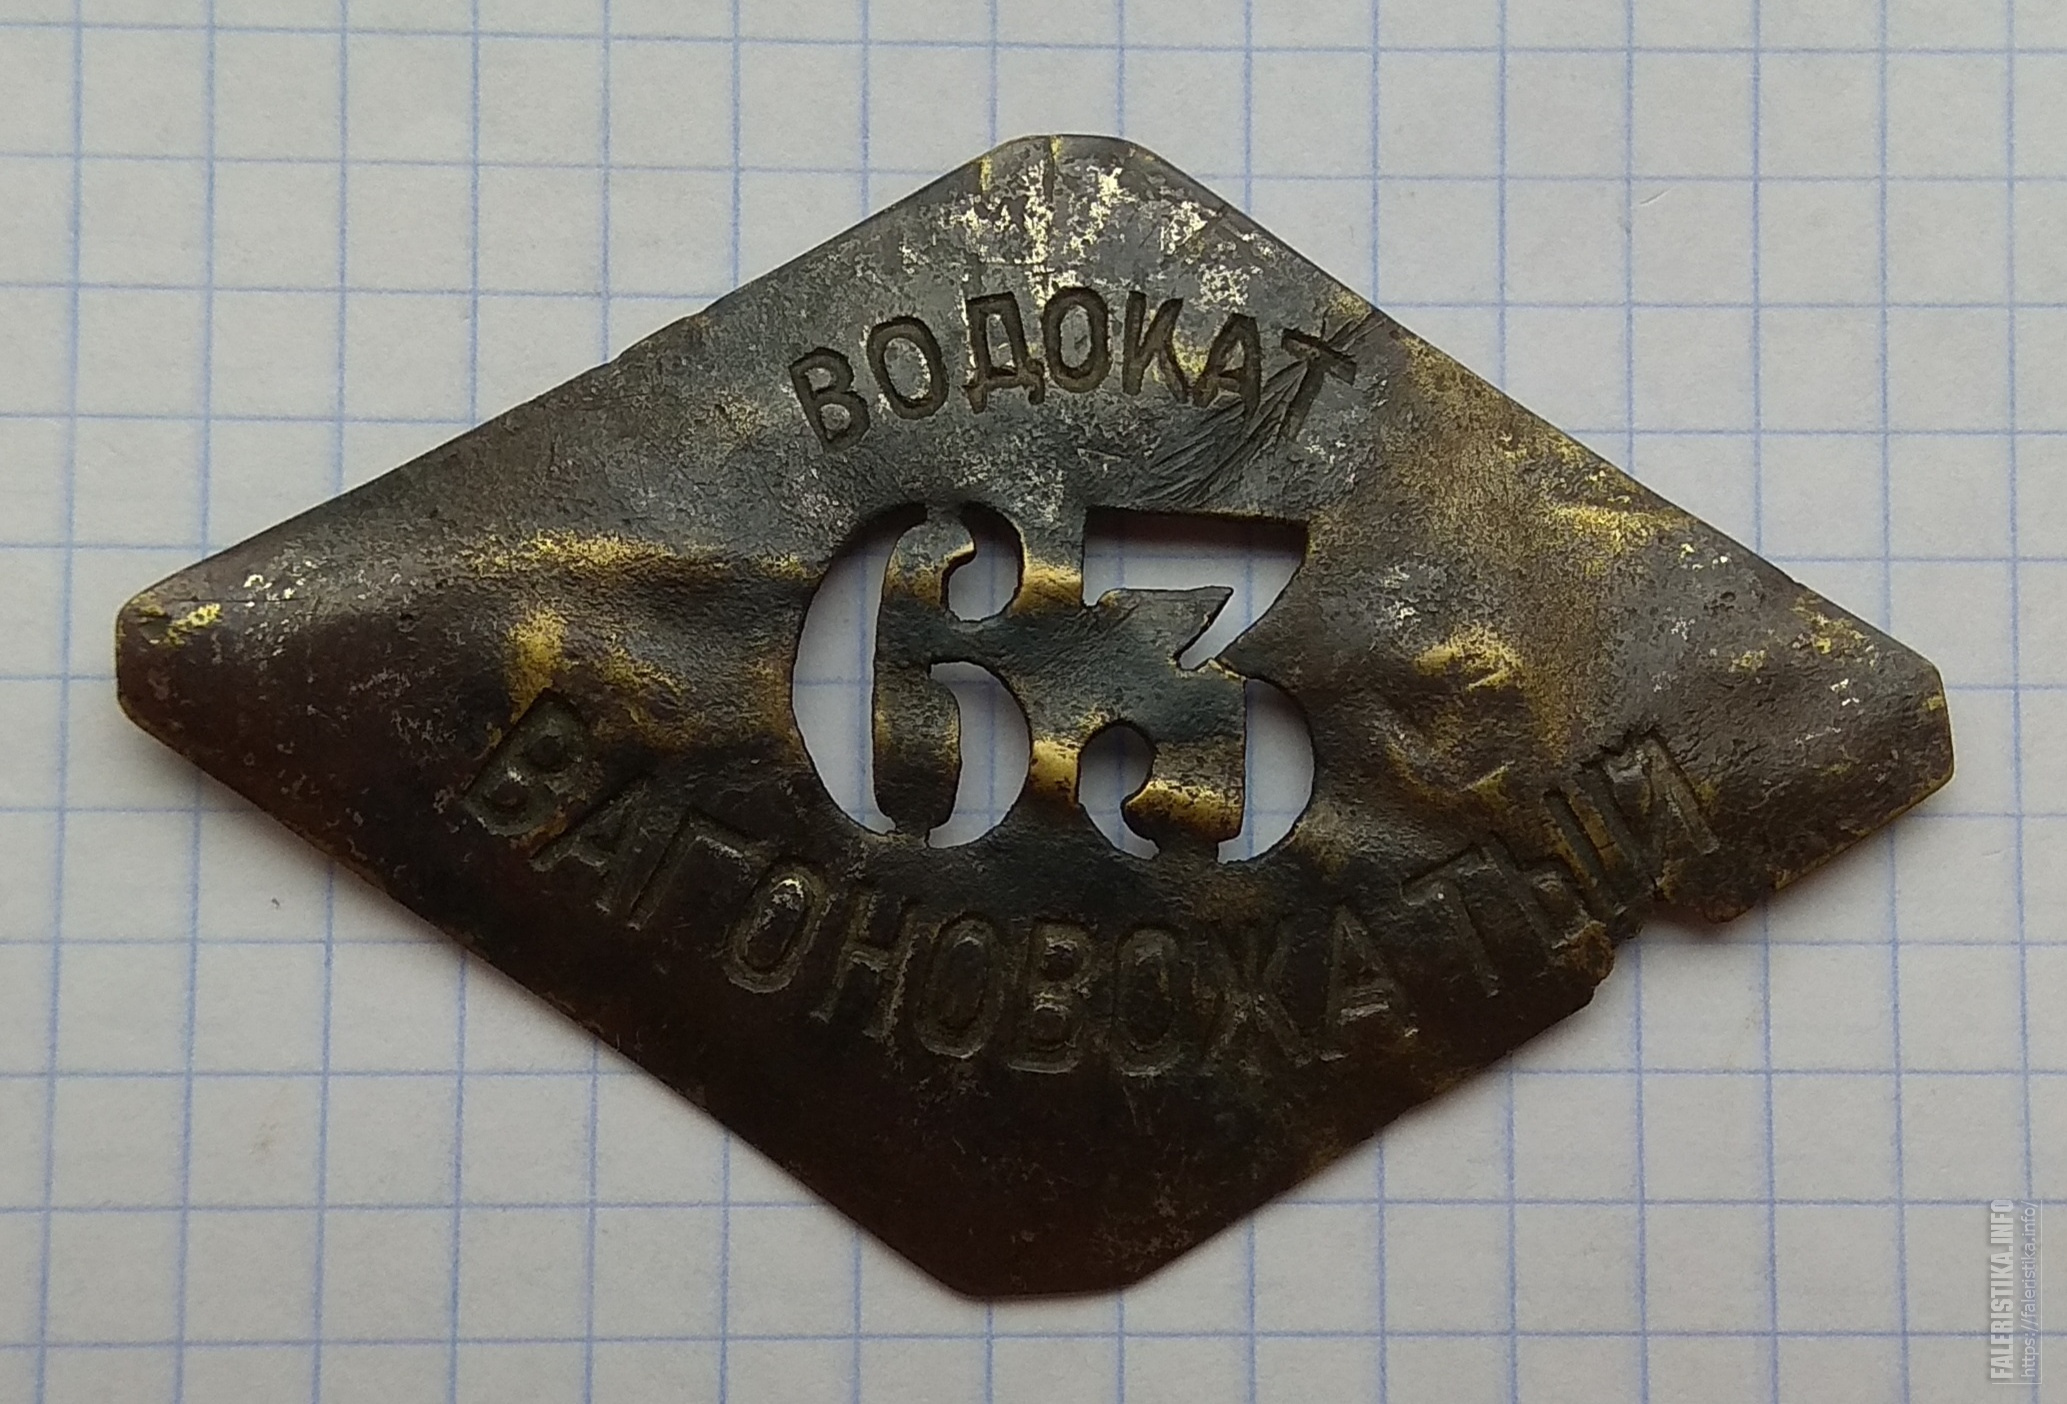 ВОДОКАТ
63
ВАГОНОВОЖАТЫЙ
FALERISTIKA.INFO
https://faleristika.info/